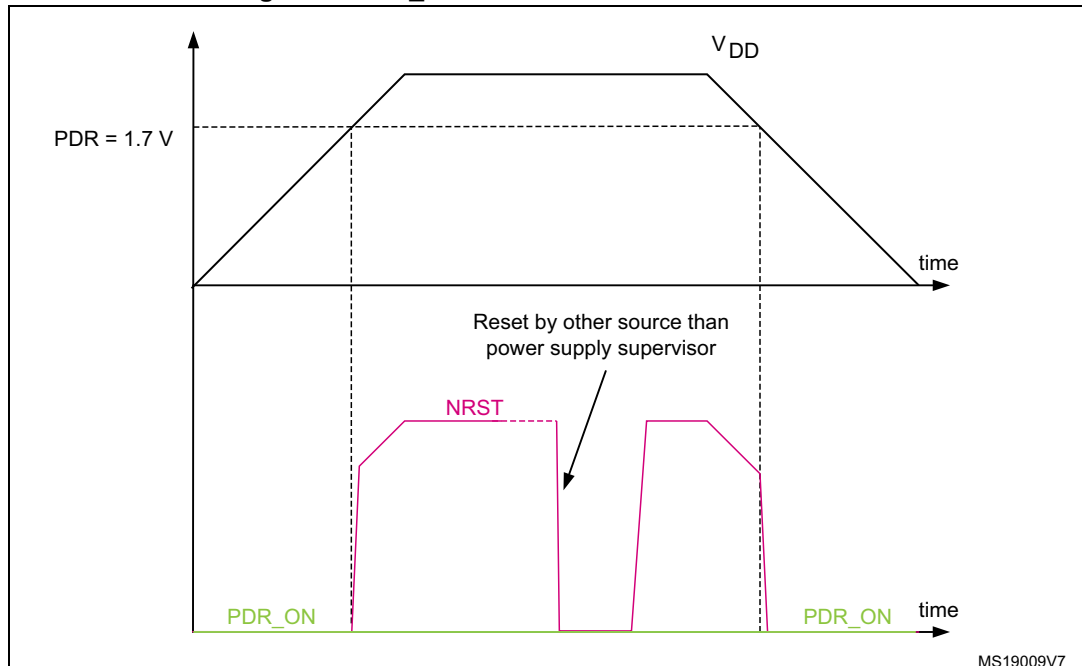 V DD
PDR = 1.7 V
time
Reset by other source than
power supply supervisor
NRST
PDR_ON
PDR_ON
time
MS19009V7